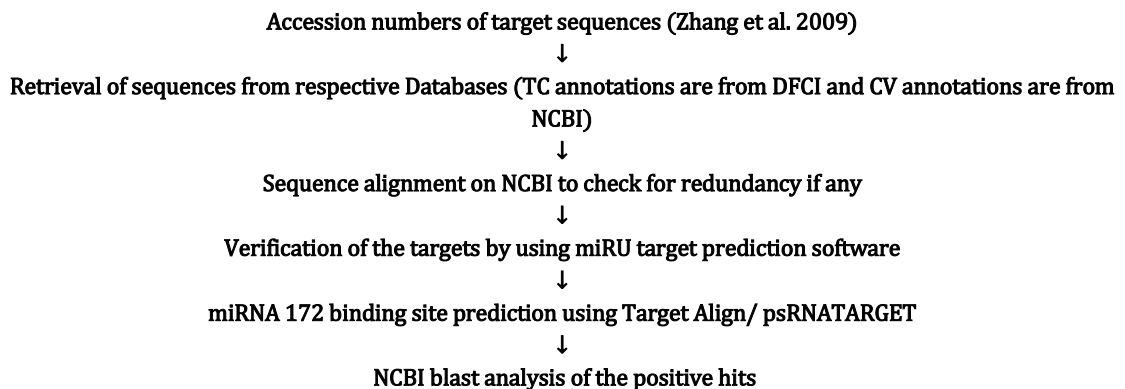 Accession numbers of target sequences (Zhang et al. 2009)
↓
Retrieval of sequences from respective Databases (TC annotations are from DFCI and CV annotations are from
NCBI)
↓
Sequence alignment on NCBI to check for redundancy if any
↓
Verification of the targets by using miRU target prediction software
↓
miRNA 172 binding site prediction using Target Align/ psRNATARGET
↓
NCBI blast analysis of the positive hits